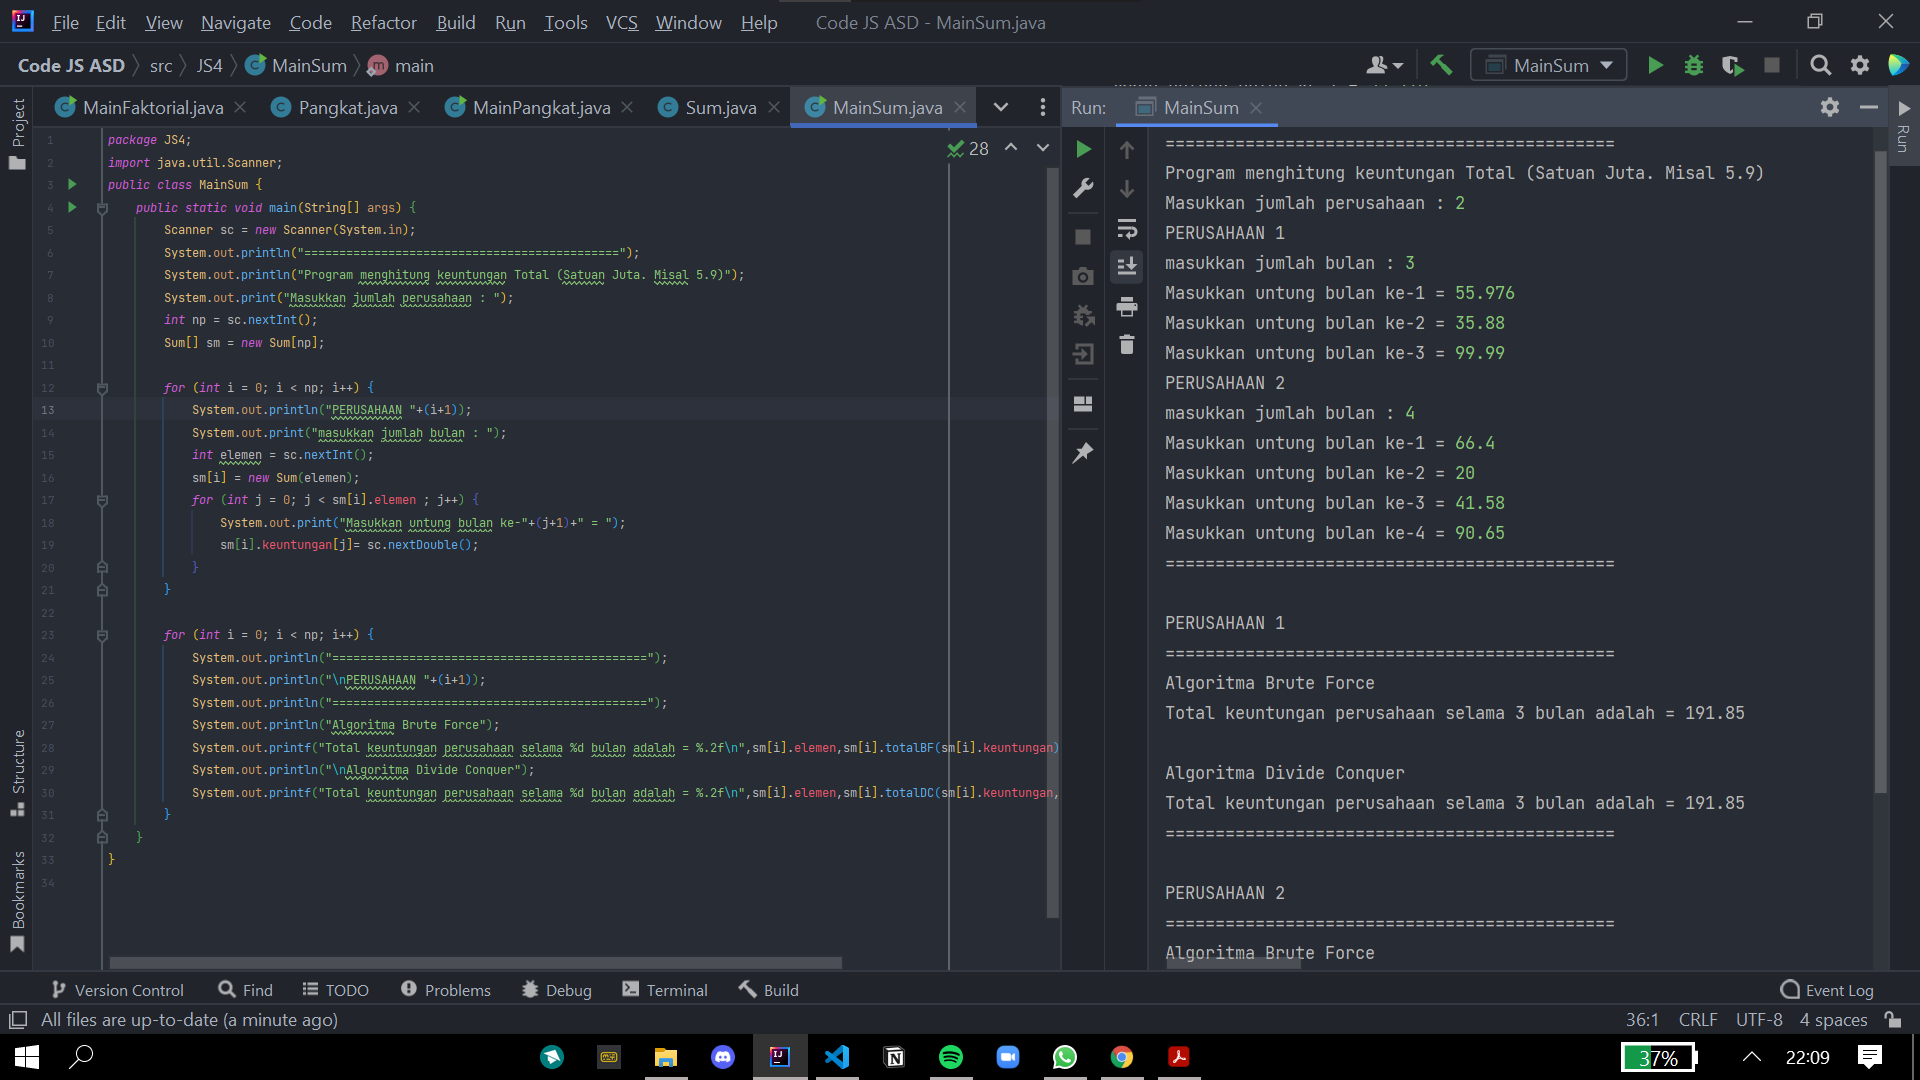 File Edit View Navigate Code Refactor Build Run Tools VCS Window Help Code JS ASD - MainSum.java
Code JS ASD src JS4 MainSum main
MainSum
MainFaktorial.java Pangkat.java MainPangkat.java Sum.java MainSum.java
Project
28
1 package JS4;
2 import java.util.Scanner;
3 public class MainSum {
4 public static void main(String[] args) {
5 Scanner sc = new Scanner(System.in);
6 System.out.println("=============================================");
7 System.out.println("Program menghitung keuntungan Total (Satuan Juta. Misal 5.9)");
8 System.out.print("Masukkan jumlah perusahaan : ");
9 int np = sc.nextInt();
10 Sum[] sm = new Sum[np];
11
12 for (int i = 0; i < np; i++) {
13 System.out.println("PERUSAHAAN "+(i+1));
14 System.out.print("masukkan jumlah bulan : ");
15 int elemen = sc.nextInt();
16 sm[i] = new Sum(elemen);
17 for (int j = 0; j < sm[i].elemen ; j++) {
18 System.out.print("Masukkan untung bulan ke-"+(j+1)+" = ");
19 sm[i].keuntungan[j]= sc.nextDouble();
20 }
21 }
22
23 for (int i = 0; i < np; i++) {
24 System.out.println("=============================================");
25 System.out.println("\nPERUSAHAAN "+(i+1));
26 System.out.println("=============================================");
27 System.out.println("Algoritma Brute Force");
28 System.out.printf("Total keuntungan perusahaan selama %d bulan adalah = %.2f\n",sm[i].elemen,sm[i].totalBF(sm[i].keuntungan)
29 System.out.println("\nAlgoritma Divide Conquer");
30 System.out.printf("Total keuntungan perusahaan selama %d bulan adalah = %.2f\n",sm[i].elemen,sm[i].totalDC(sm[i].keuntungan,
31 }
32 }
33 }
34
Structure
Bookmarks
Run: MainSum
Run
=============================================
Program menghitung keuntungan Total (Satuan Juta. Misal 5.9)
Masukkan jumlah perusahaan : 2
PERUSAHAAN 1
masukkan jumlah bulan : 3
Masukkan untung bulan ke-1 = 55.976
Masukkan untung bulan ke-2 = 35.88
Masukkan untung bulan ke-3 = 99.99
PERUSAHAAN 2
masukkan jumlah bulan : 4
Masukkan untung bulan ke-1 = 66.4
Masukkan untung bulan ke-2 = 20
Masukkan untung bulan ke-3 = 41.58
Masukkan untung bulan ke-4 = 90.65
=============================================
PERUSAHAAN 1
=============================================
Algoritma Brute Force
Total keuntungan perusahaan selama 3 bulan adalah = 191.85
Algoritma Divide Conquer
Total keuntungan perusahaan selama 3 bulan adalah = 191.85
=============================================
PERUSAHAAN 2
=============================================
Algoritma Brute Force
Version Control Find TODO Problems Debug Terminal Build Event Log
All files are up-to-date (a minute ago) 36:1 CRLF UTF-8 4 spaces
37% 22:09